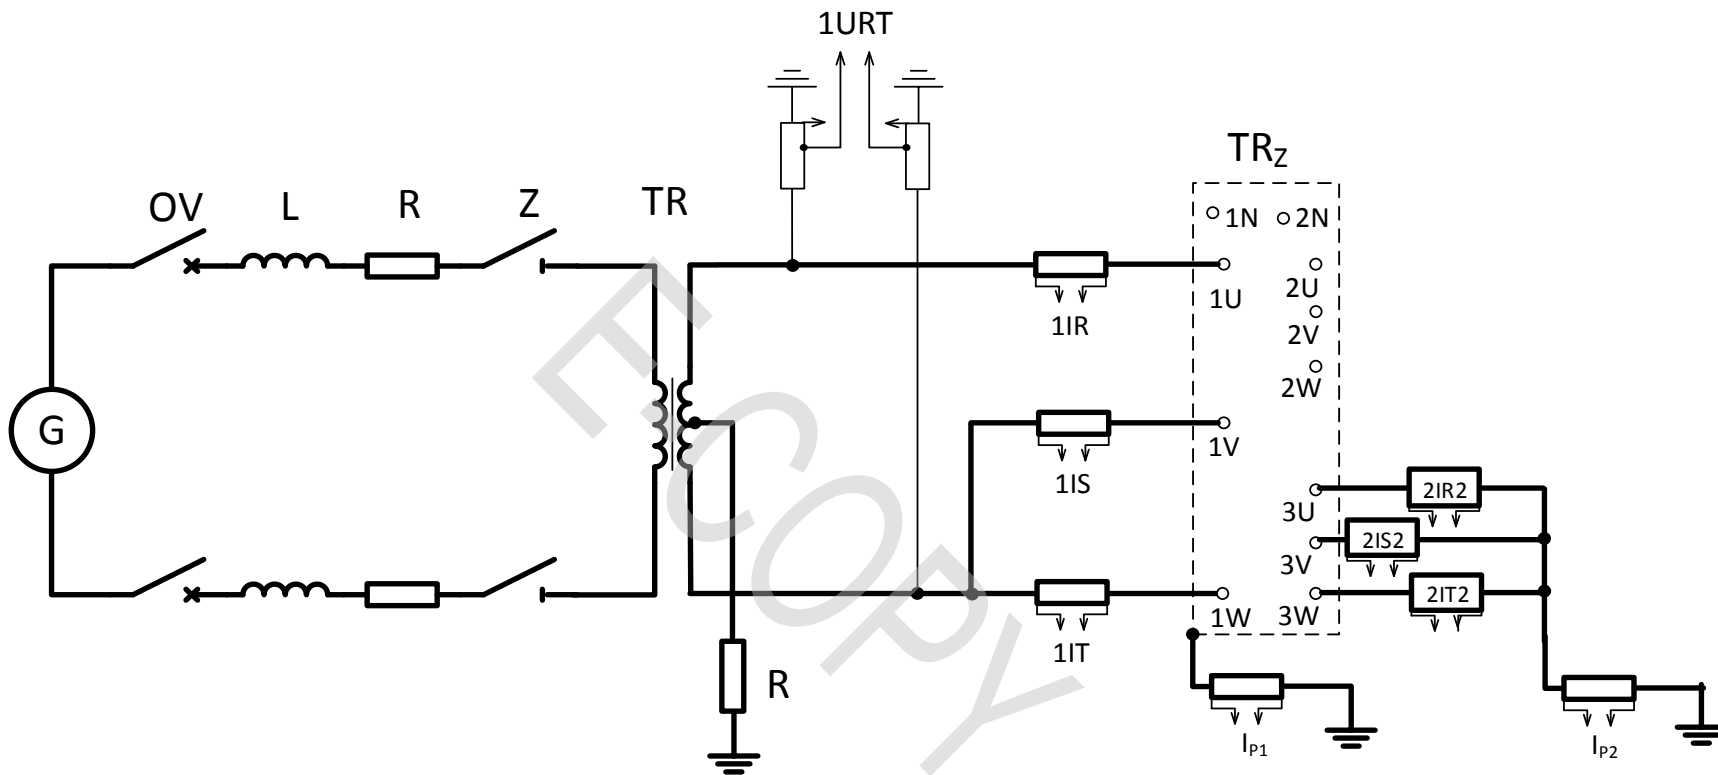 1URT
TRZ
OV L R Z TR
1N 2N
1U 2U
2V
1IR
2W
G
1V
1IS
2IR2
3U
2IS2
3V
2IT2
1W 3W
1IT
R
IP1 IP2
E.COPY